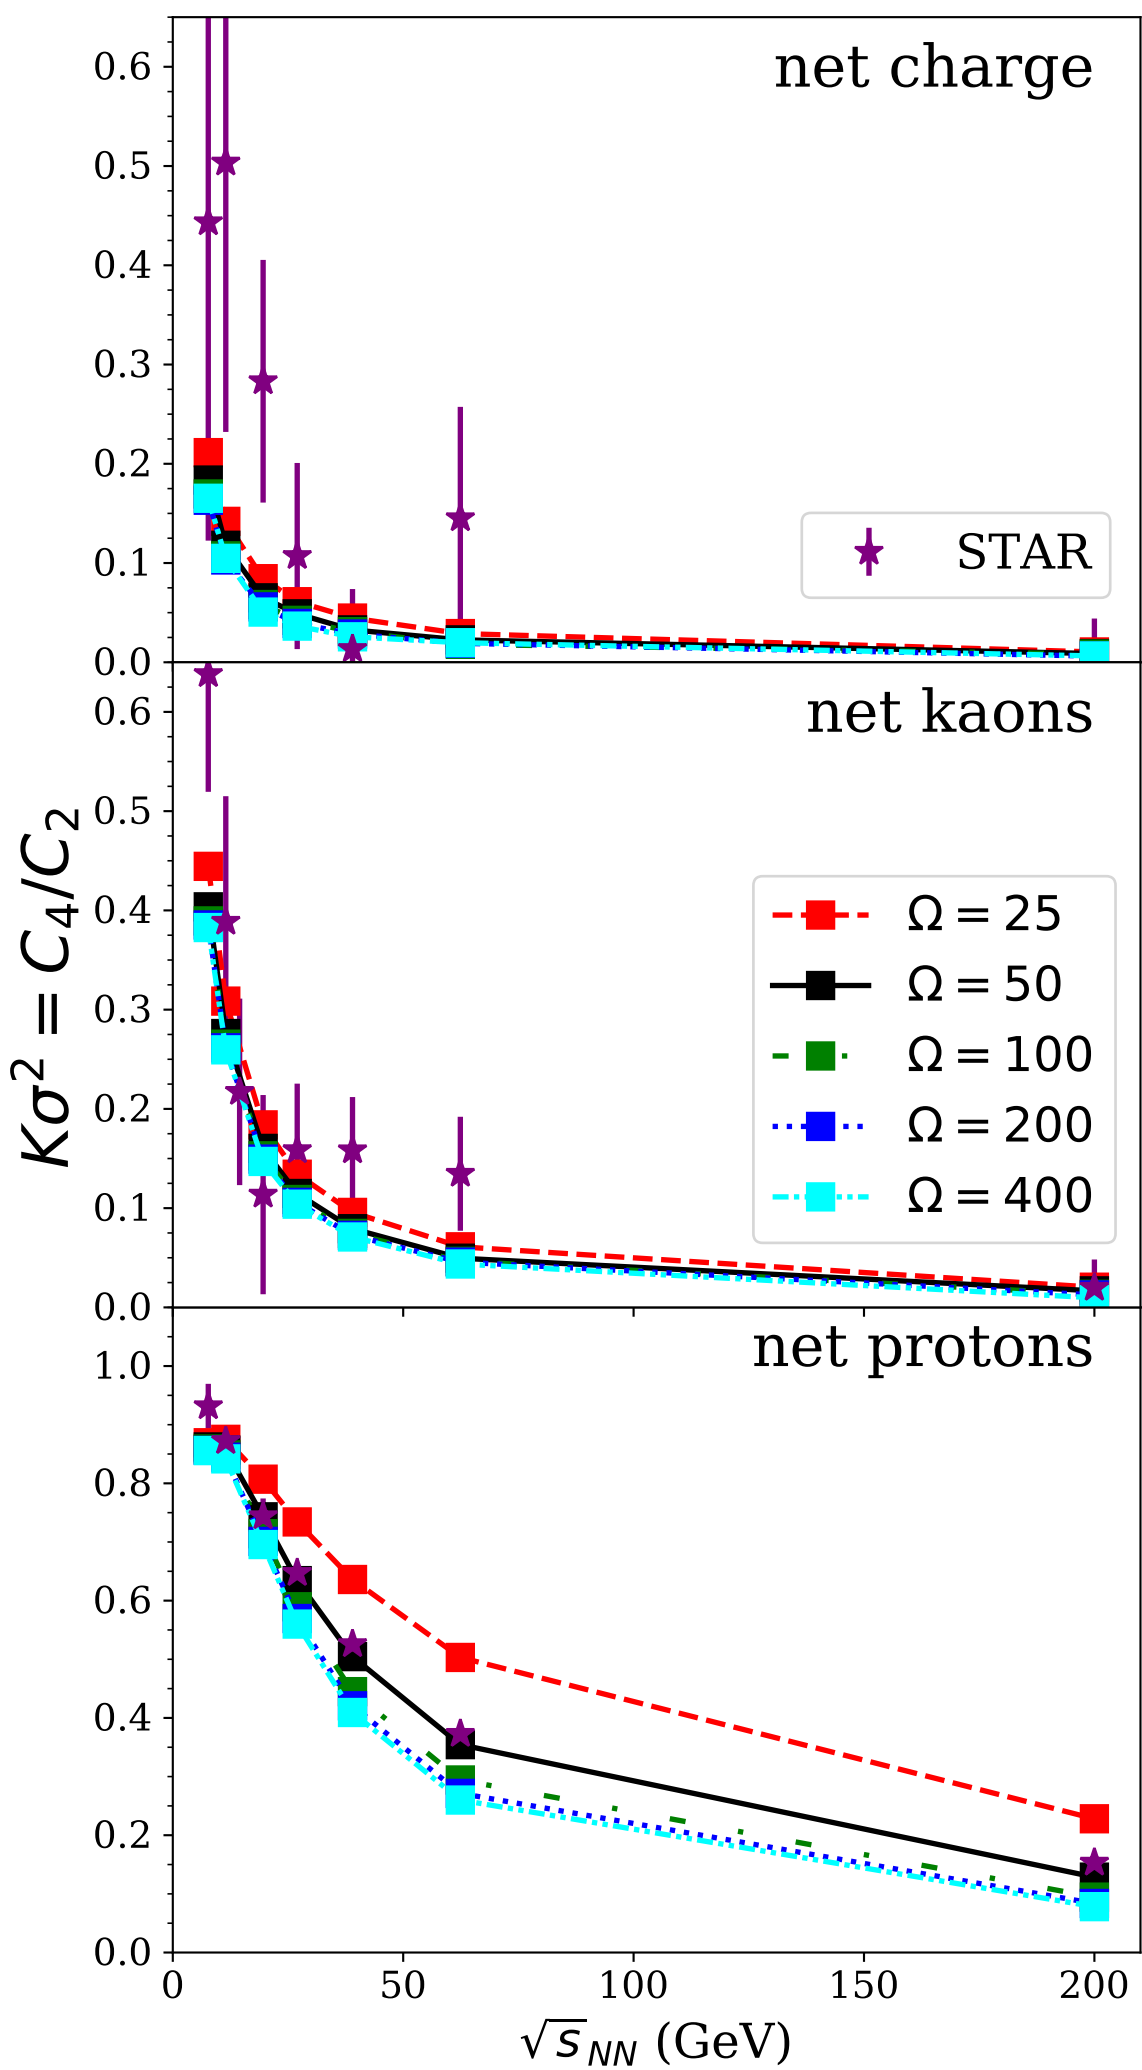 net charge
0.6
0.5
0.4
0.3
0.2
0.1
0.0
STAR
net kaons
0.6
0.5
0.4
0.3
0.2
0.1
0.0
Kσ² = C₄/C₂
Ω = 25
Ω = 50
Ω = 100
Ω = 200
Ω = 400
net protons
1.0
0.8
0.6
0.4
0.2
0.0
0 50 100 150 200
√s_NN (GeV)